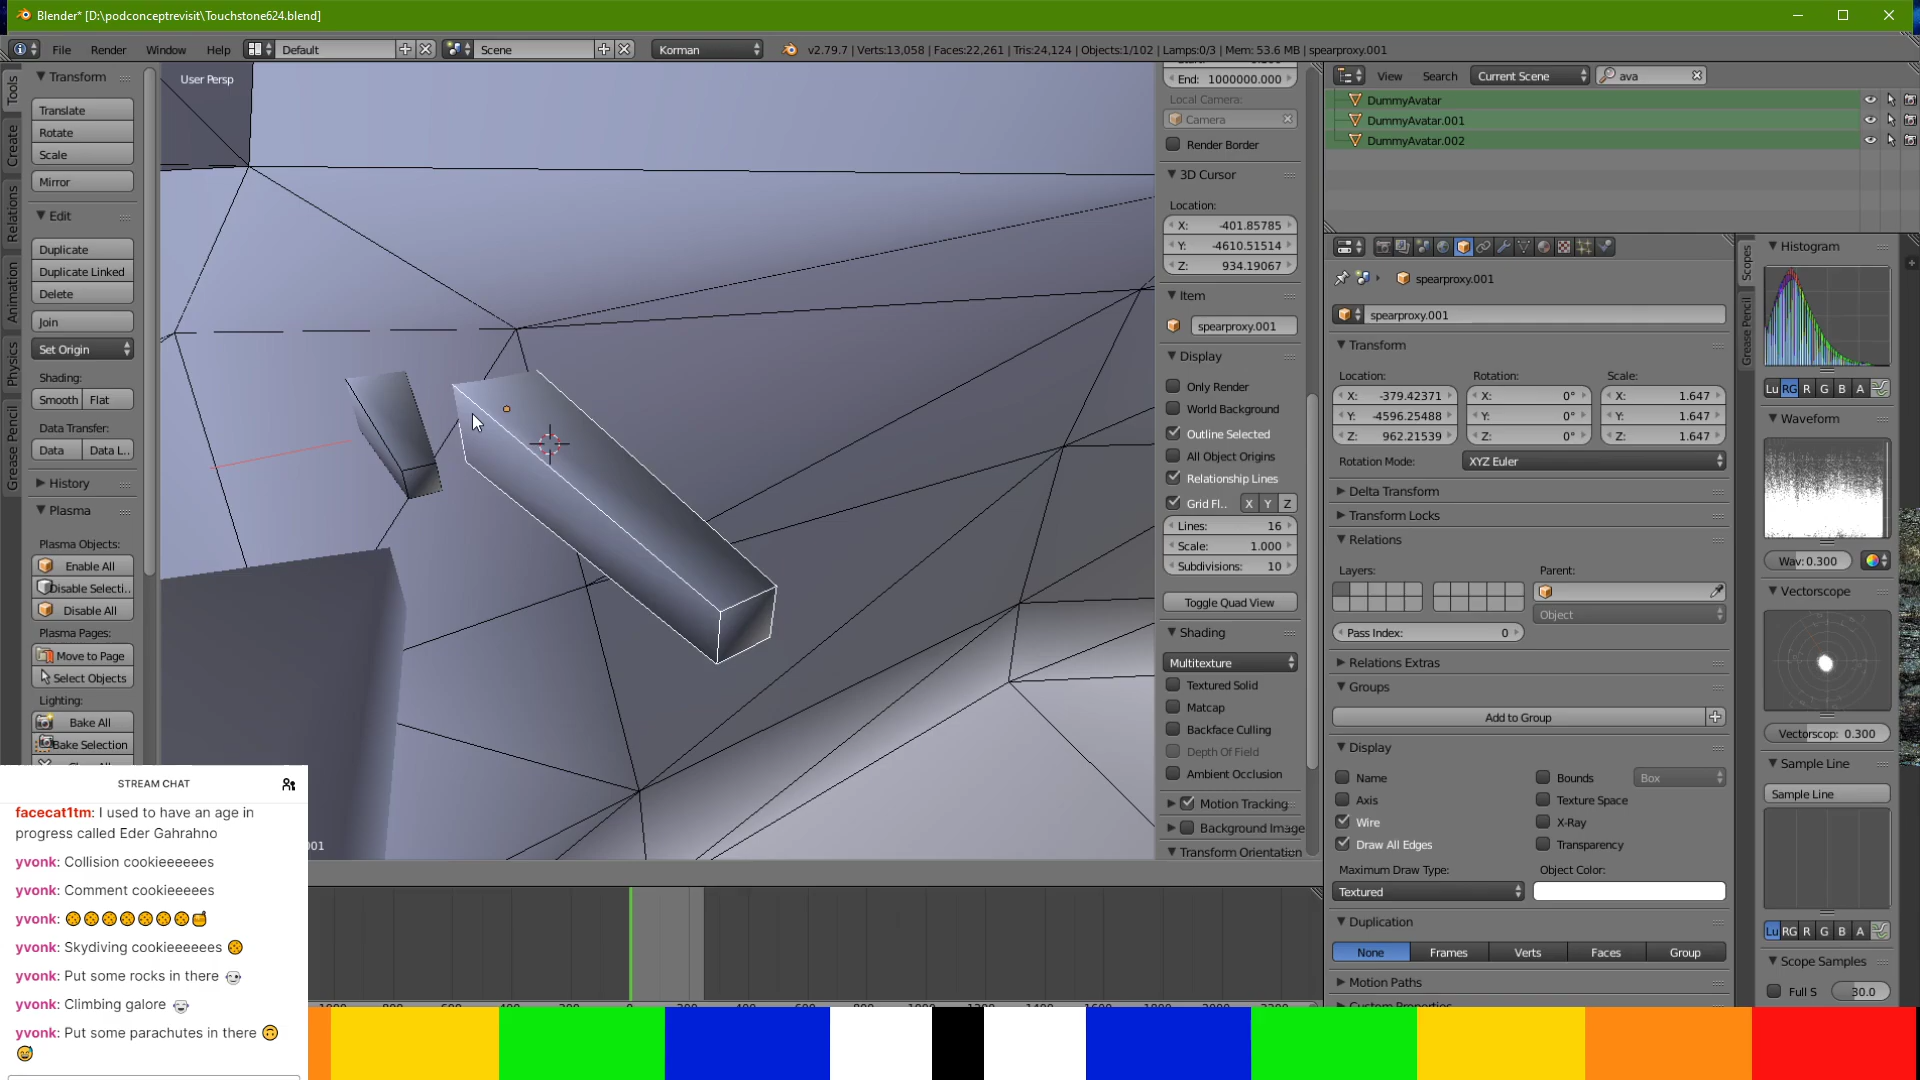 Blender* [D:\podconceptrevisit\Touchstone624.blend]
File Render Window Help Default Scene Korman v2.79.7 | Verts:13,058 | Faces:22,261 | Tris:24,124 | Objects:1/102 | Lamps:0/3 | Mem: 53.6 MB | spearproxy.001
Tools
Create
Relations
Animation
Physics
Grease Pencil
Transform
Translate
Rotate
Scale
Mirror
Edit
Duplicate
Duplicate Linked
Delete
Join
Set Origin
Shading:
Smooth Flat
Data Transfer:
Data Data L..
History
Plasma
Plasma Objects:
Enable All
Disable Selecti..
Disable All
Plasma Pages:
Move to Page
Select Objects
Lighting:
Bake All
Bake Selection
User Persp
001
End: 1000000.000
Local Camera:
Camera
Render Border
3D Cursor
Location:
X: -401.85785
Y: -4610.51514
Z: 934.19067
Item
spearproxy.001
Display
Only Render
World Background
Outline Selected
All Object Origins
Relationship Lines
Grid Fl.. X Y Z
Lines: 16
Scale: 1.000
Subdivisions: 10
Toggle Quad View
Shading
Multitexture
Textured Solid
Matcap
Backface Culling
Depth Of Field
Ambient Occlusion
Motion Tracking
Background Image
Transform Orientation
View Search Current Scene ava
DummyAvatar
DummyAvatar.001
DummyAvatar.002
spearproxy.001
spearproxy.001
Transform
Location: Rotation: Scale:
X: -379.42371 X: 0° X: 1.647
Y: -4596.25488 Y: 0° Y: 1.647
Z: 962.21539 Z: 0° Z: 1.647
Rotation Mode: XYZ Euler
Delta Transform
Transform Locks
Relations
Layers: Parent:
Object
Pass Index: 0
Relations Extras
Groups
Add to Group
Display
Name Bounds Box
Axis Texture Space
Wire X-Ray
Draw All Edges Transparency
Maximum Draw Type: Object Color:
Textured
Duplication
None Frames Verts Faces Group
Motion Paths
Custom Properties
Scopes
Grease Pencil
Histogram
Lu RG R G B A
Waveform
Wav: 0.300
Vectorscope
Vectorscop: 0.300
Sample Line
Sample Line
Lu RG R G B A
Scope Samples
Full S 30.0
STREAM CHAT
facecat1tm: I used to have an age in
progress called Eder Gahrahno
yvonk: Collision cookieeeeees
yvonk: Comment cookieeeees
yvonk: 🍪🍪🍪🍪🍪🍪🍪🍯
yvonk: Skydiving cookieeeeees 🍪
yvonk: Put some rocks in there
yvonk: Climbing galore
yvonk: Put some parachutes in there 🙃
😅